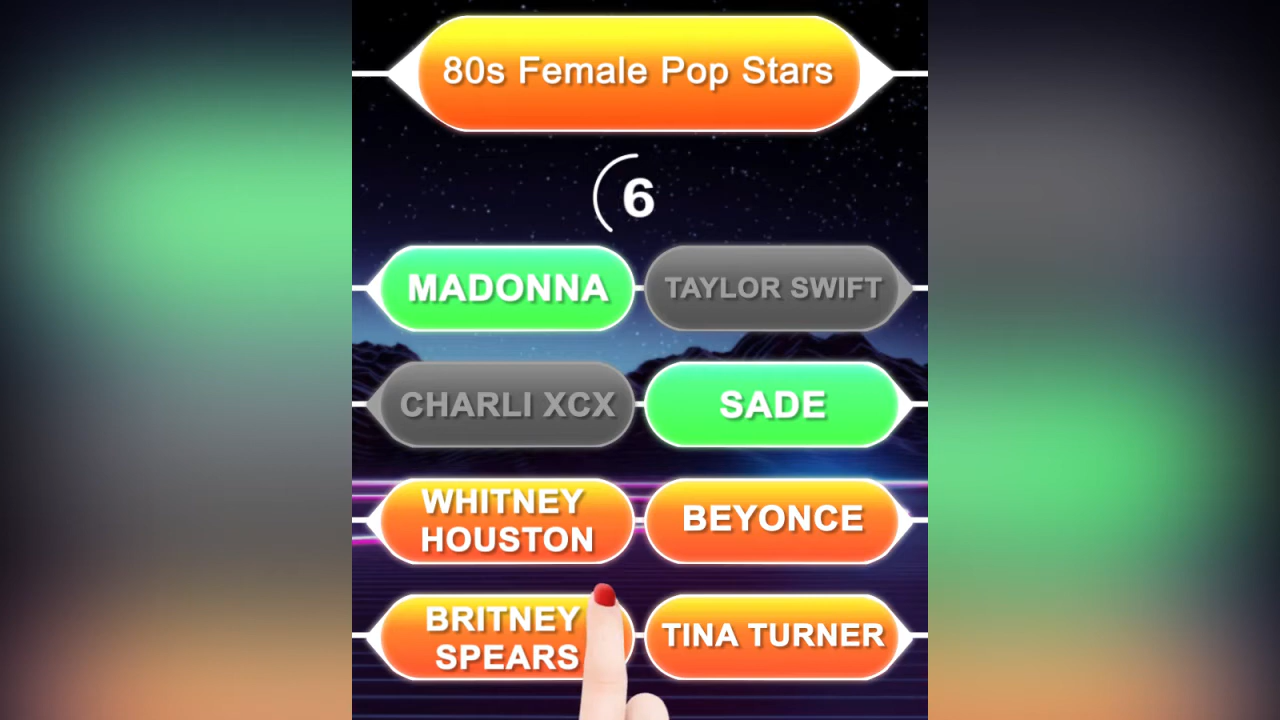 80s Female Pop Stars
6
MADONNA
TAYLOR SWIFT
CHARLI XCX
SADE
WHITNEY
HOUSTON
BEYONCE
BRITNEY
SPEARS
TINA TURNER